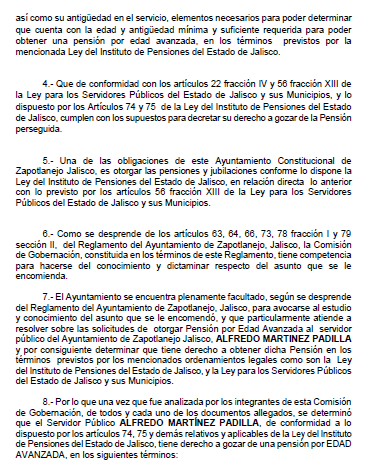 así como su antigüedad en el servicio, elementos necesarios para poder determinar
que cuenta con la edad y antigüedad mínima y suficiente requerida para poder
obtener una pensión por edad avanzada, en los términos previstos por la
mencionada Ley del Instituto de Pensiones del Estado de Jalisco.
4.- Que de conformidad con los artículos 22 fracción IV y 56 fracción XIII de
la Ley para los Servidores Públicos del Estado de Jalisco y sus Municipios, y lo
dispuesto por los Artículos 74 y 75 de la Ley del Instituto de Pensiones del Estado
de Jalisco, cumplen con los supuestos para decretar su derecho a gozar de la Pensión
perseguida.
5.- Una de las obligaciones de este Ayuntamiento Constitucional de
Zapotlanejo Jalisco, es otorgar las pensiones y jubilaciones conforme lo dispone la
Ley del Instituto de Pensiones del Estado de Jalisco, en relación directa lo anterior
con lo previsto por los artículos 56 fracción XIII de la Ley para los Servidores
Públicos del Estado de Jalisco y sus Municipios.
6.- Como se desprende de los artículos 63, 64, 66, 73, 78 fracción I y 79
sección II, del Reglamento del Ayuntamiento de Zapotlanejo, Jalisco, la Comisión
de Gobernación, constituida en los términos de este Reglamento, tiene competencia
para hacerse del conocimiento y dictaminar respecto del asunto que se le
encomienda.
7.- El Ayuntamiento se encuentra plenamente facultado, según se desprende
del Reglamento del Ayuntamiento de Zapotlanejo, Jalisco, para avocarse al estudio
y conocimiento del asunto que se le encomendó, y que particularmente atiende a
resolver sobre las solicitudes de otorgar Pensión por Edad Avanzada al servidor
público del Ayuntamiento de Zapotlanejo Jalisco, ALFREDO MARTINEZ PADILLA
y por consiguiente determinar que tiene derecho a obtener dicha Pensión en los
términos previstos por los mencionados ordenamientos legales como son la Ley
del Instituto de Pensiones del Estado de Jalisco, y la Ley para los Servidores Públicos
del Estado de Jalisco y sus Municipios.
8.- Por lo que una vez que fue analizada por los integrantes de esta Comisión
de Gobernación, de todos y cada uno de los documentos allegados, se determinó
que el Servidor Público ALFREDO MARTÍNEZ PADILLA, de conformidad a lo
dispuesto por los artículos 74, 75 y demás relativos y aplicables de la Ley del Instituto
de Pensiones del Estado de Jalisco, tiene derecho a gozar de una pensión por EDAD
AVANZADA, en los siguientes términos: